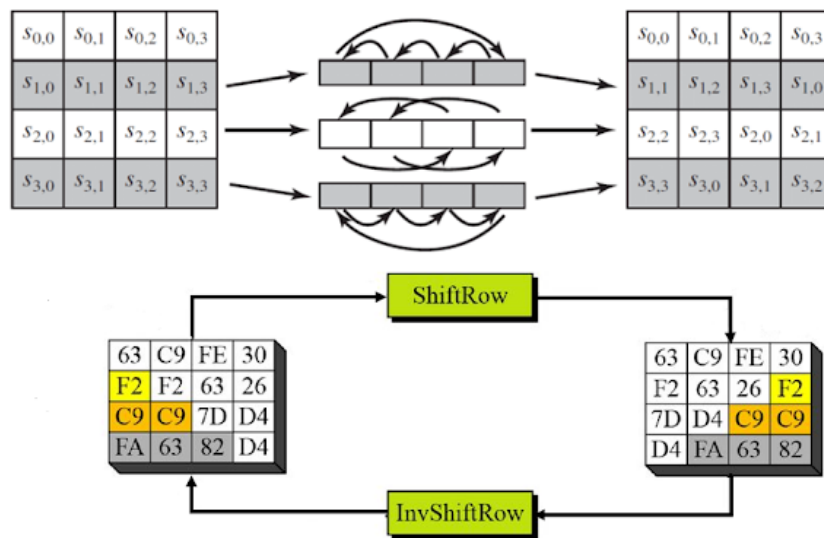 s0,0 s0,1 s0,2 s0,3
s1,0 s1,1 s1,2 s1,3
s2,0 s2,1 s2,2 s2,3
s3,0 s3,1 s3,2 s3,3
s0,0 s0,1 s0,2 s0,3
s1,1 s1,2 s1,3 s1,0
s2,2 s2,3 s2,0 s2,1
s3,3 s3,0 s3,1 s3,2
ShiftRow
63 C9 FE 30
F2 F2 63 26
C9 C9 7D D4
FA 63 82 D4
63 C9 FE 30
F2 63 26 F2
7D D4 C9 C9
D4 FA 63 82
InvShiftRow